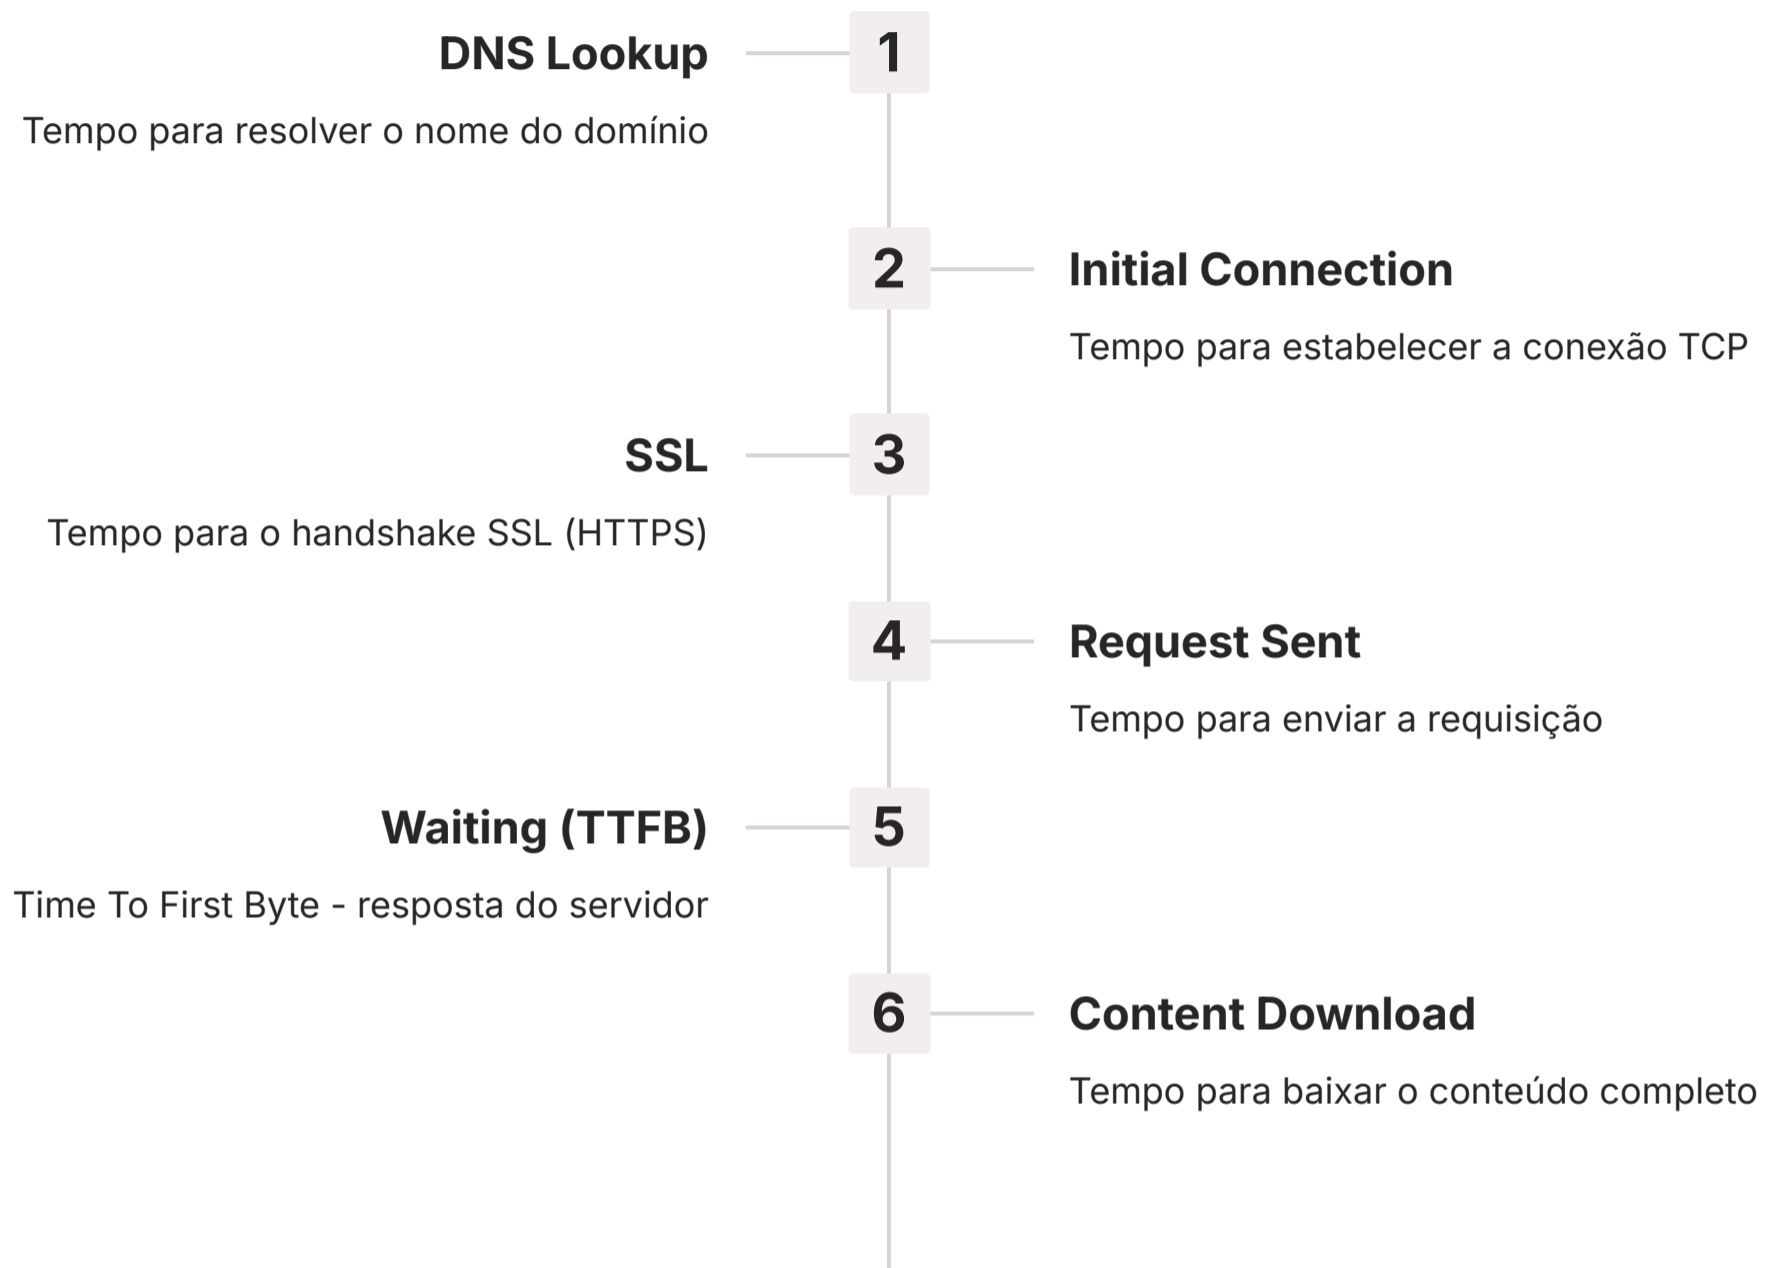 DNS Lookup
1
Tempo para resolver o nome do domínio
2
Initial Connection
Tempo para estabelecer a conexão TCP
SSL
3
Tempo para o handshake SSL (HTTPS)
4
Request Sent
Tempo para enviar a requisição
Waiting (TTFB)
5
Time To First Byte - resposta do servidor
6
Content Download
Tempo para baixar o conteúdo completo